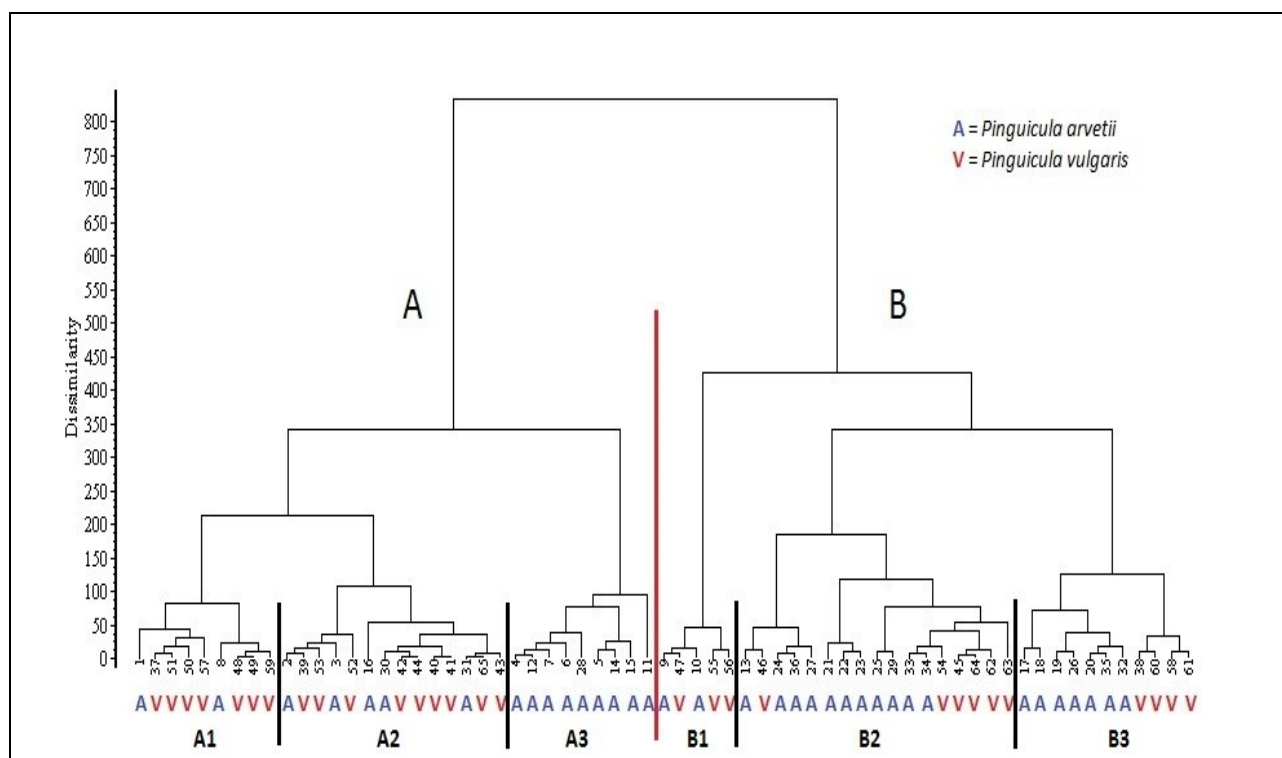 A = Pinguicula arvetii
V = Pinguicula vulgaris
800
750
700
650
600
550
500
450
400
350
300
250
200
150
100
50
0
Dissimilarity
A
B
1 37 51 50 57 8 48 49 59 2 39 53 3 52 16 30 42 44 40 41 31 65 43 4 12 7 6 28 5 14 15 11 9 47 10 55 56 13 46 24 36 27 21 22 23 25 29 33 34 54 45 64 62 63 17 18 19 26 20 35 32 38 60 58 61
A V V V V A V V V A V V A V A A V V V V A V V A A A A A A A A A A V A V V A V A A A A A A A A A A V V V V V A A A A A A A V V V V
A1 A2 A3 B1 B2 B3